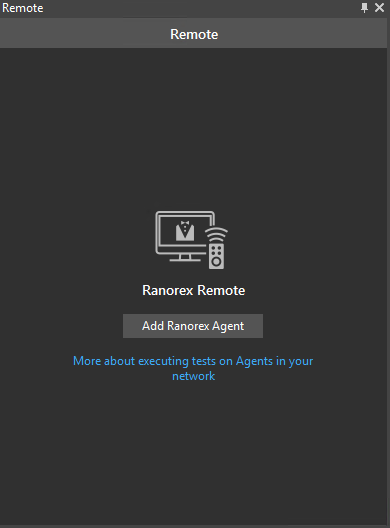 Remote
Remote
Ranorex Remote
Add Ranorex Agent
More about executing tests on Agents in your
network